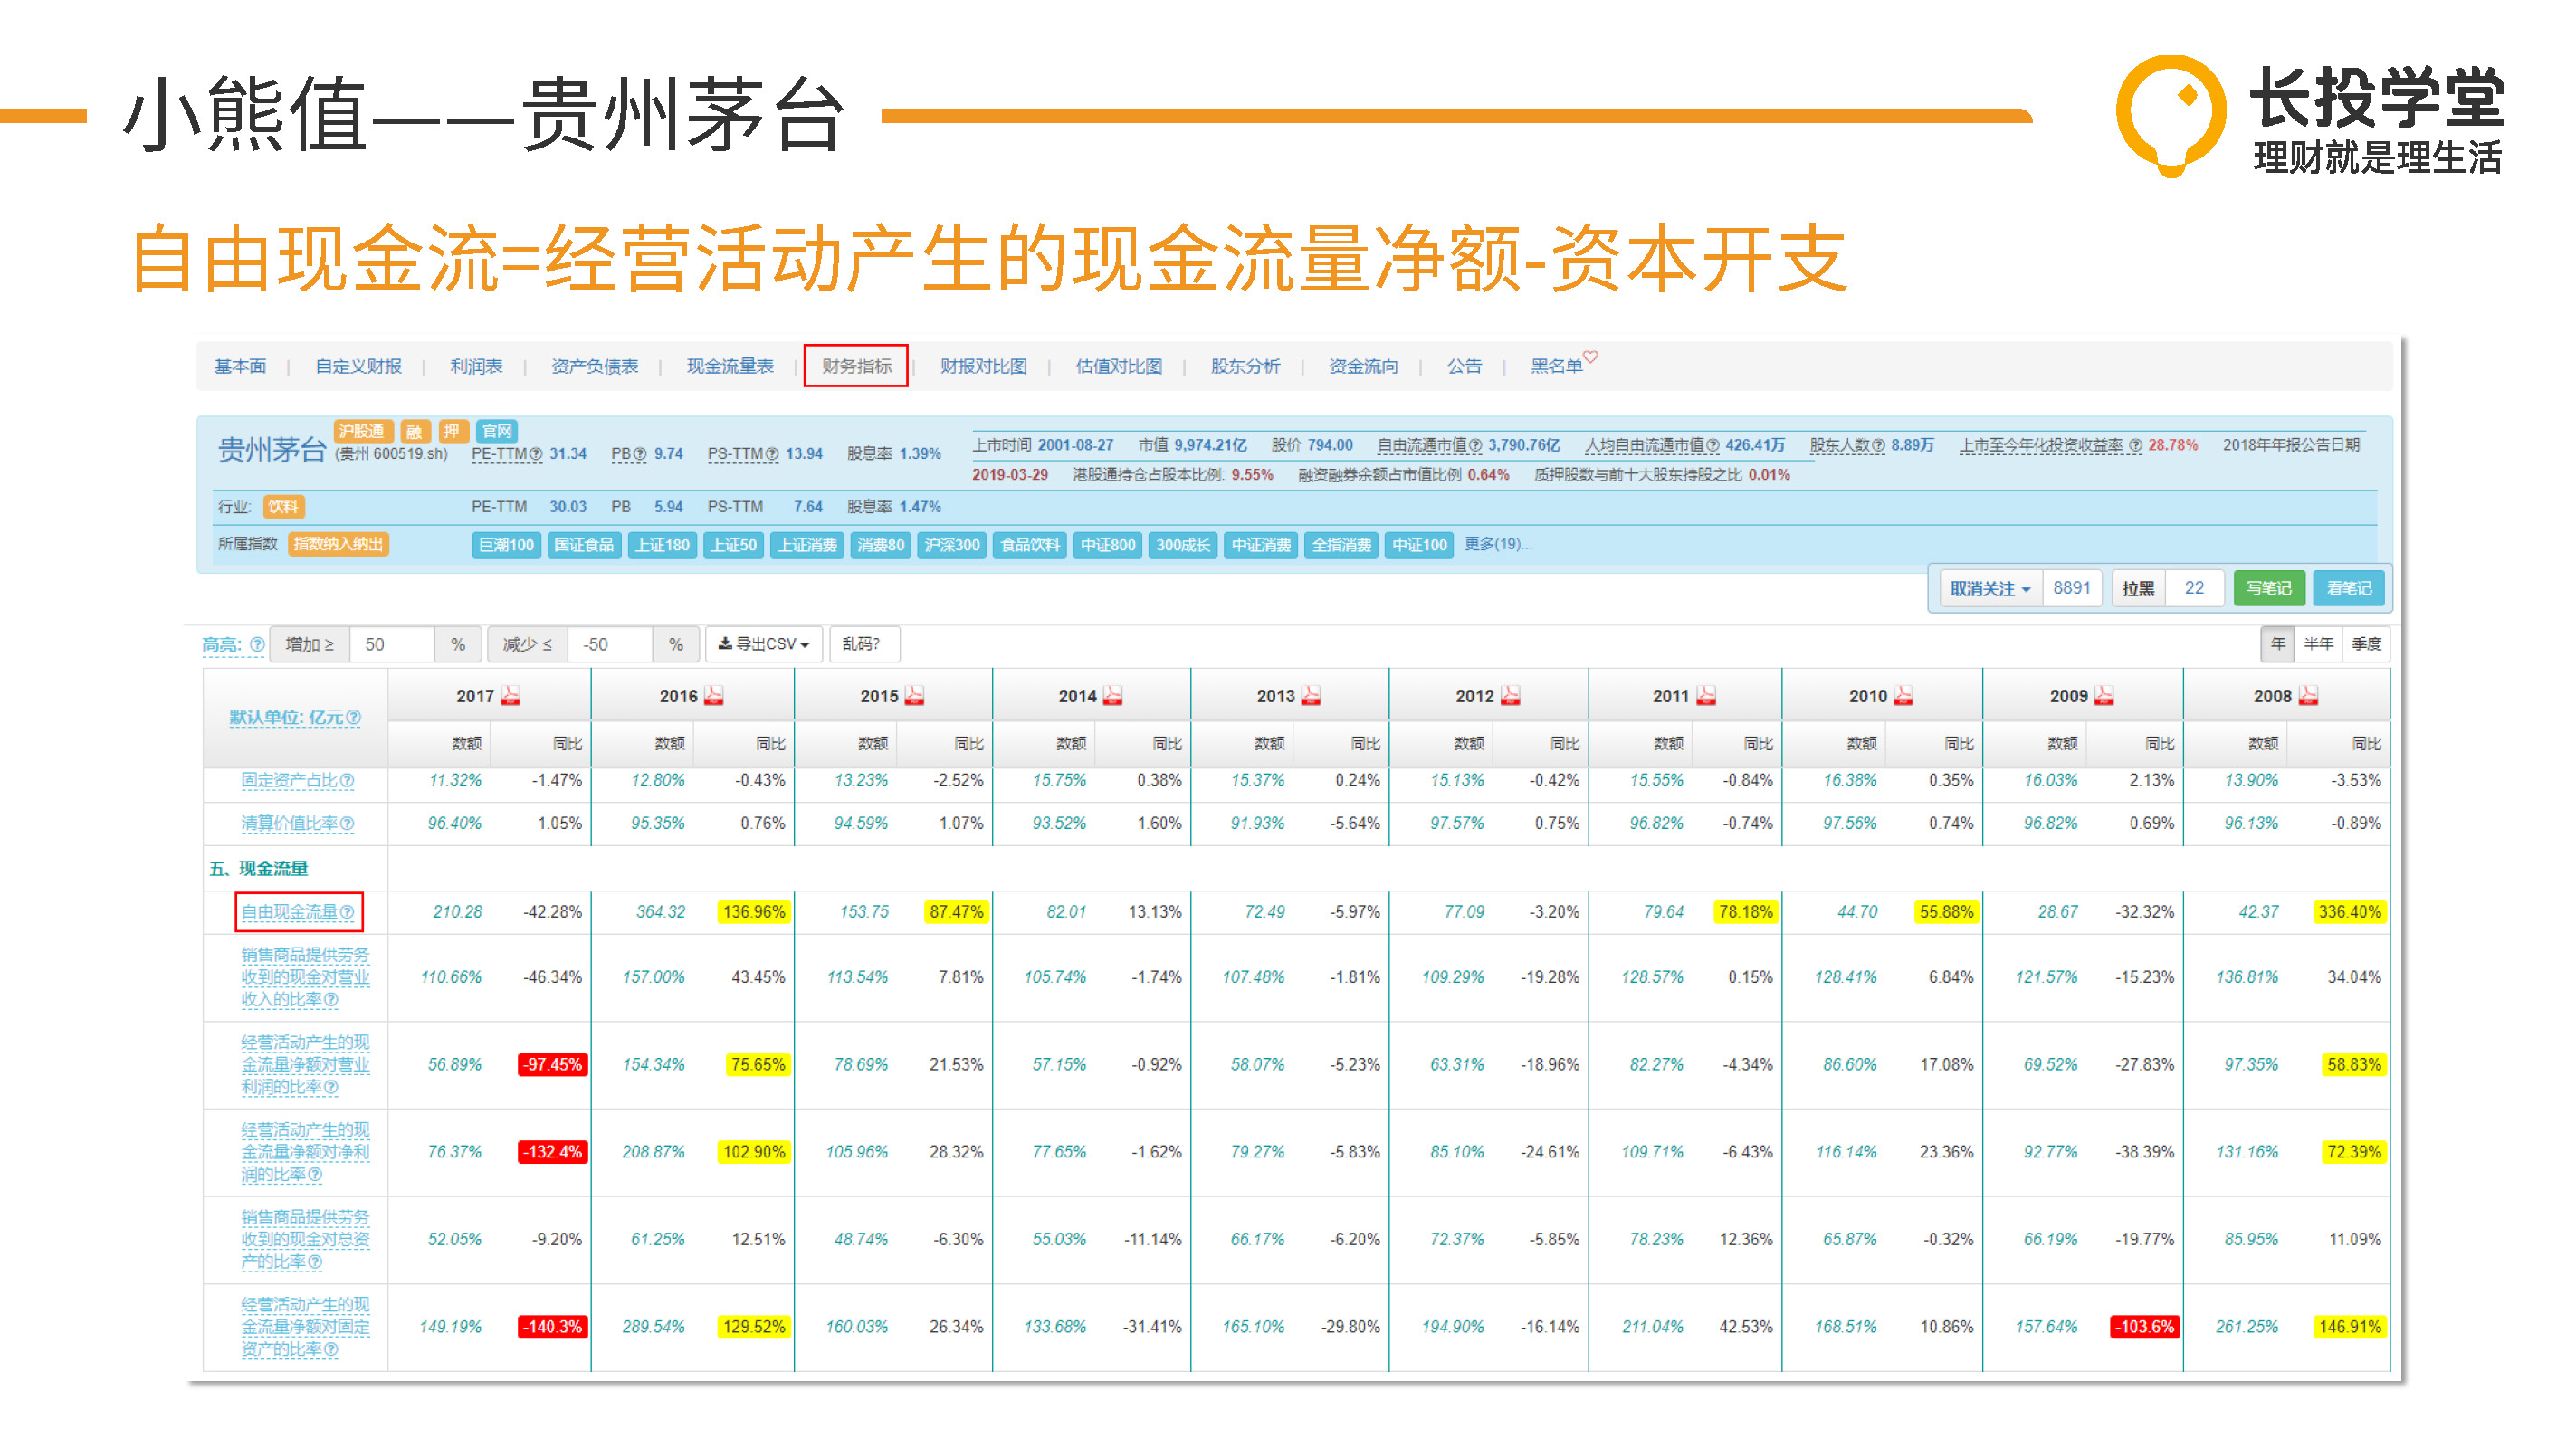 小熊值——贵州茅台
长投学堂
理财就是理生活
自由现金流=经营活动产生的现金流量净额-资本开支
基本面 | 自定义财报 | 利润表 | 资产负债表 | 现金流量表 | 财务指标 | 财报对比图 | 估值对比图 | 股东分析 | 资金流向 | 公告 | 黑名单
贵州茅台 沪股通 融 押 官网
(贵州 600519.sh) PE-TTM 31.34 PB 9.74 PS-TTM 13.94 股息率 1.39%
上市时间 2001-08-27 市值 9,974.21亿 股价 794.00 自由流通市值 3,790.76亿 人均自由流通市值 426.41万 股东人数 8.89万 上市至今年化投资收益率 28.78% 2018年年报公告日期
2019-03-29 港股通持仓占股本比例: 9.55% 融资融券余额占市值比例 0.64% 质押股数与前十大股东持股之比 0.01%
行业: 饮料 PE-TTM 30.03 PB 5.94 PS-TTM 7.64 股息率 1.47%
所属指数 指数纳入纳出 巨潮100 国证食品 上证180 上证50 上证消费 消费80 沪深300 食品饮料 中证800 300成长 中证消费 全指消费 中证100 更多(19)...
取消关注 8891 拉黑 22 写笔记 看笔记
高亮: 增加 ≥ 50 % 减少 ≤ -50 % 导出CSV 乱码? 年 半年 季度
默认单位: 亿元 2017 2016 2015 2014 2013 2012 2011 2010 2009 2008
数额 同比 数额 同比 数额 同比 数额 同比 数额 同比 数额 同比 数额 同比 数额 同比 数额 同比 数额 同比
固定资产占比 11.32% -1.47% 12.80% -0.43% 13.23% -2.52% 15.75% 0.38% 15.37% 0.24% 15.13% -0.42% 15.55% -0.84% 16.38% 0.35% 16.03% 2.13% 13.90% -3.53%
清算价值比率 96.40% 1.05% 95.35% 0.76% 94.59% 1.07% 93.52% 1.60% 91.93% -5.64% 97.57% 0.75% 96.82% -0.74% 97.56% 0.74% 96.82% 0.69% 96.13% -0.89%
五、现金流量
自由现金流量 210.28 -42.28% 364.32 136.96% 153.75 87.47% 82.01 13.13% 72.49 -5.97% 77.09 -3.20% 79.64 78.18% 44.70 55.88% 28.67 -32.32% 42.37 336.40%
销售商品提供劳务
收到的现金对营业
收入的比率
110.66% -46.34% 157.00% 43.45% 113.54% 7.81% 105.74% -1.74% 107.48% -1.81% 109.29% -19.28% 128.57% 0.15% 128.41% 6.84% 121.57% -15.23% 136.81% 34.04%
经营活动产生的现
金流量净额对营业
利润的比率
56.89% -97.45% 154.34% 75.65% 78.69% 21.53% 57.15% -0.92% 58.07% -5.23% 63.31% -18.96% 82.27% -4.34% 86.60% 17.08% 69.52% -27.83% 97.35% 58.83%
经营活动产生的现
金流量净额对净利
润的比率
76.37% -132.4% 208.87% 102.90% 105.96% 28.32% 77.65% -1.62% 79.27% -5.83% 85.10% -24.61% 109.71% -6.43% 116.14% 23.36% 92.77% -38.39% 131.16% 72.39%
销售商品提供劳务
收到的现金对总资
产的比率
52.05% -9.20% 61.25% 12.51% 48.74% -6.30% 55.03% -11.14% 66.17% -6.20% 72.37% -5.85% 78.23% 12.36% 65.87% -0.32% 66.19% -19.77% 85.95% 11.09%
经营活动产生的现
金流量净额对固定
资产的比率
149.19% -140.3% 289.54% 129.52% 160.03% 26.34% 133.68% -31.41% 165.10% -29.80% 194.90% -16.14% 211.04% 42.53% 168.51% 10.86% 157.64% -103.6% 261.25% 146.91%